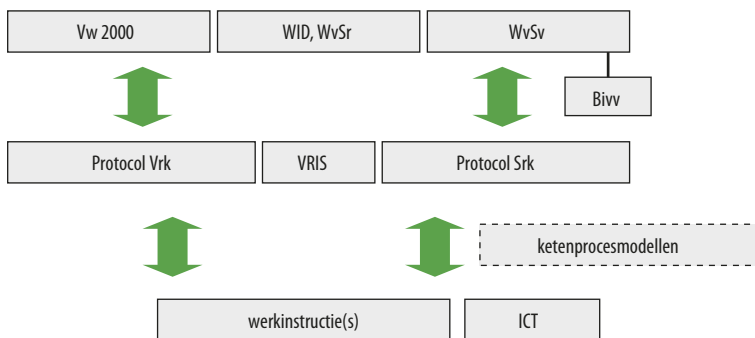 Vw 2000
WID, WvSr
WvSv
Bivv
Protocol Vrk
VRIS
Protocol Srk
ketenprocesmodellen
werkinstructie(s)
ICT